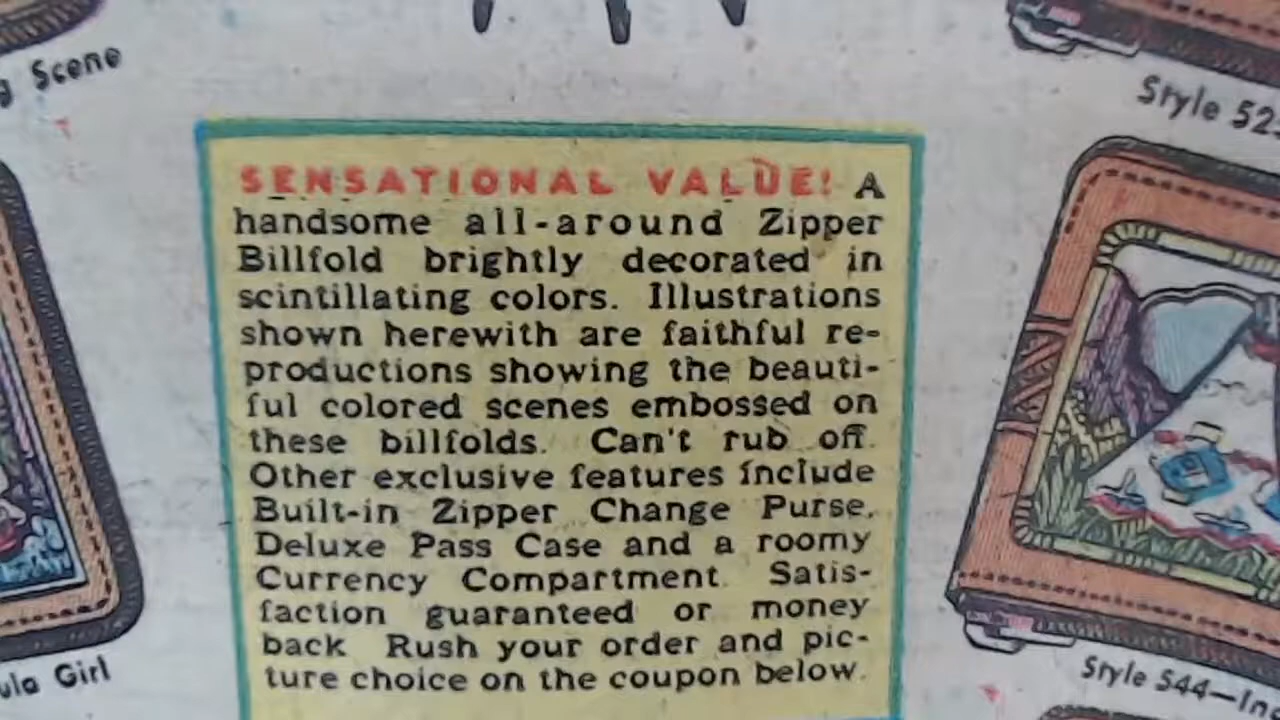 Scene
Style 52
SENSATIONAL VALUE! A
handsome all-around Zipper
Billfold brightly decorated in
scintillating colors. Illustrations
shown herewith are faithful re-
productions showing the beauti-
ful colored scenes embossed on
these billfolds. Can't rub off.
Other exclusive features include
Built-in Zipper Change Purse,
Deluxe Pass Case and a roomy
Currency Compartment. Satis-
faction guaranteed or money
back Rush your order and pic-
ture choice on the coupon below.
Girl
Style 544—